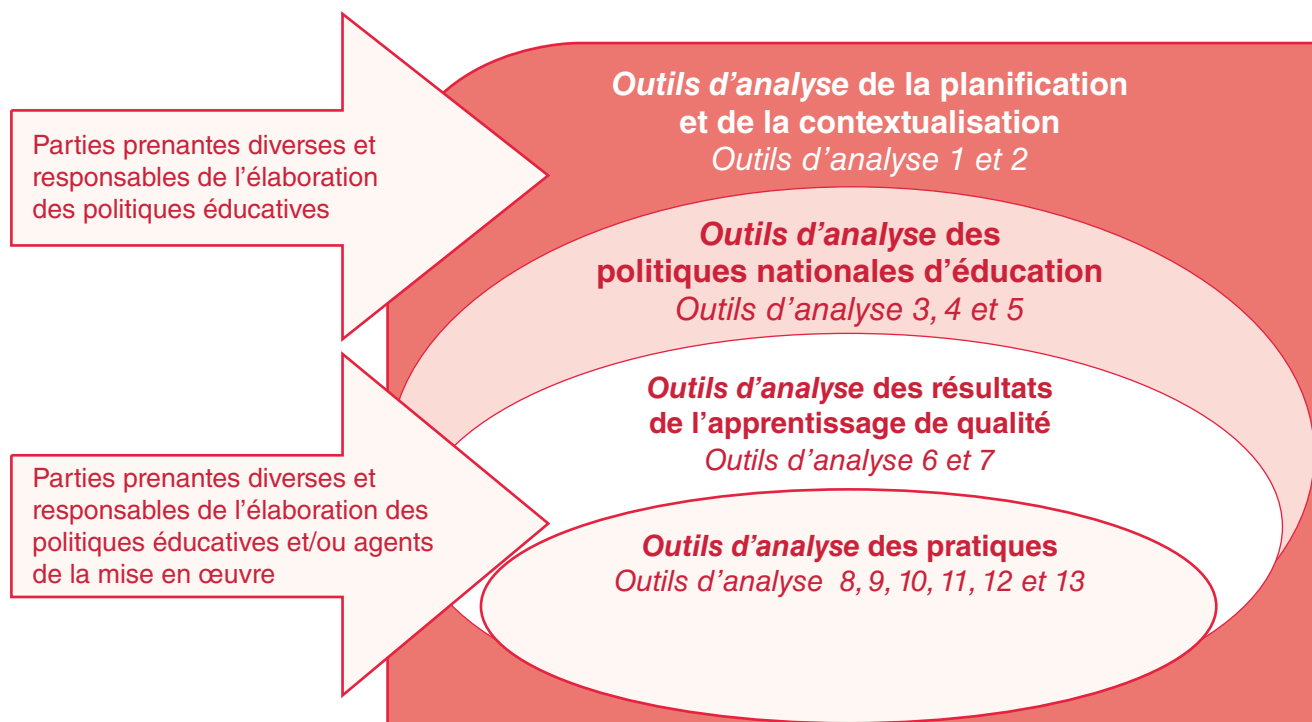 Parties prenantes diverses et
responsables de l'élaboration
des politiques éducatives
Outils d'analyse de la planification
et de la contextualisation
Outils d'analyse 1 et 2
Outils d'analyse des
politiques nationales d'éducation
Outils d'analyse 3, 4 et 5
Parties prenantes diverses et
responsables de l'élaboration des
politiques éducatives et/ou agents
de la mise en œuvre
Outils d'analyse des résultats
de l'apprentissage de qualité
Outils d'analyse 6 et 7
Outils d'analyse des pratiques
Outils d'analyse 8, 9, 10, 11, 12 et 13